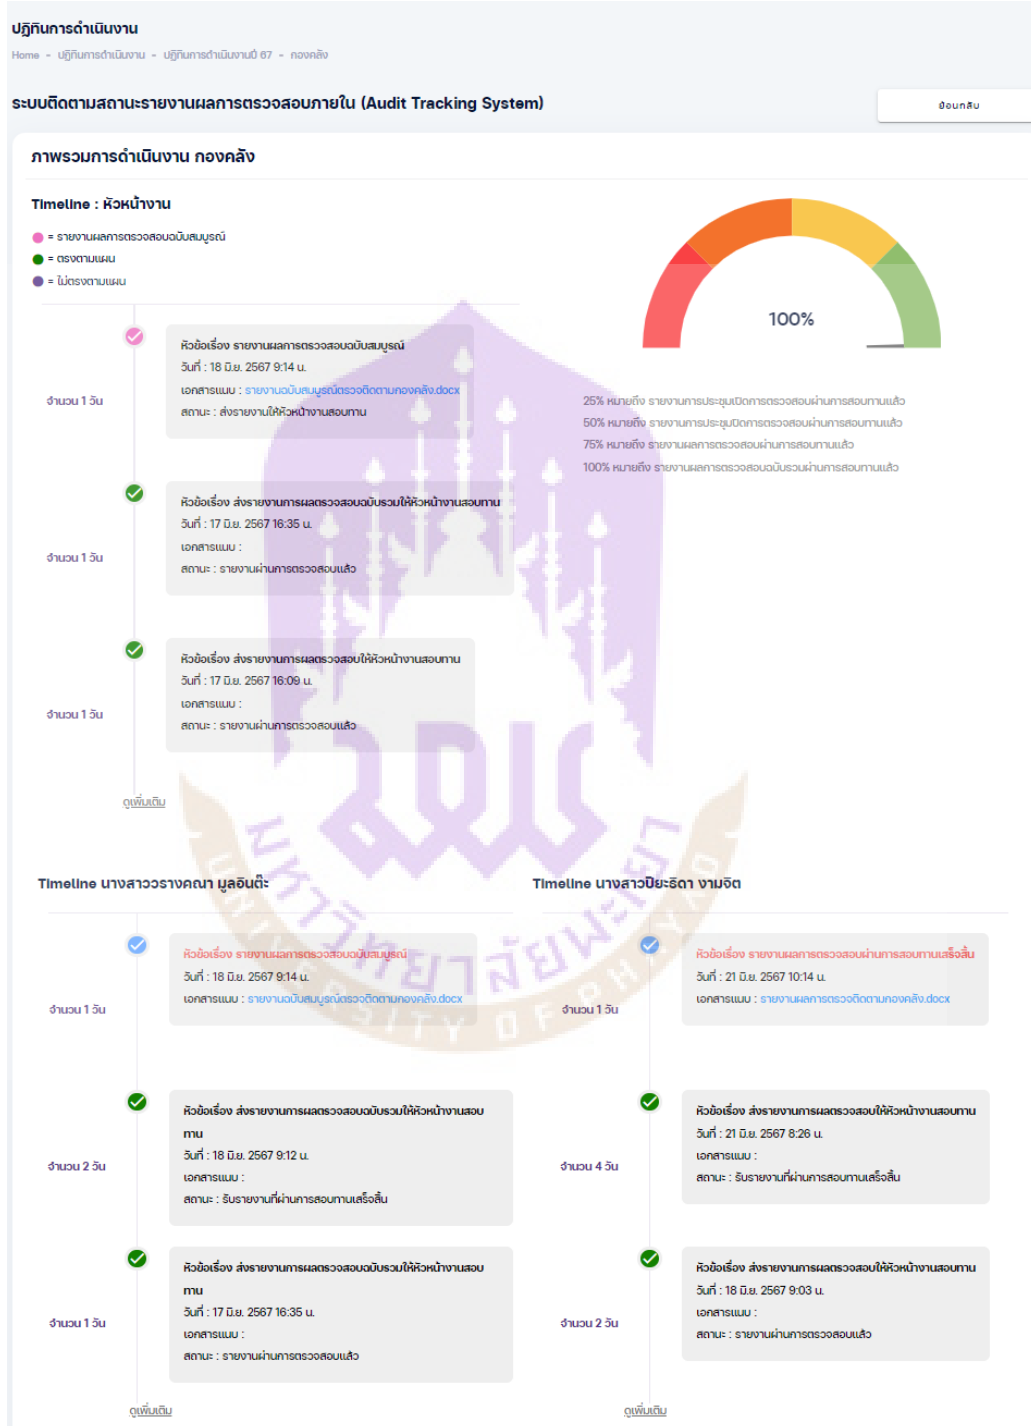 ปฏิทินการดำเนินงาน
Home - ปฏิทินการดำเนินงาน - ปฏิทินการดำเนินงานปี 67 - กองคลัง
ระบบติดตามสถานะรายงานผลการตรวจสอบภายใน (Audit Tracking System)
ย้อนกลับ
ภาพรวมการดำเนินงาน กองคลัง
Timeline : หัวหน้างาน
= รายงานผลการตรวจสอบฉบับสมบูรณ์
= ตรงตามแผน
= ไม่ตรงตามแผน
100%
25% หมายถึง รายงานการประชุมเปิดการตรวจสอบผ่านการสอบทานแล้ว
50% หมายถึง รายงานการประชุมปิดการตรวจสอบผ่านการสอบทานแล้ว
75% หมายถึง รายงานผลการตรวจสอบผ่านการสอบทานแล้ว
100% หมายถึง รายงานผลการตรวจสอบฉบับรวมผ่านการสอบทานแล้ว
จำนวน 1 วัน
หัวข้อเรื่อง รายงานผลการตรวจสอบฉบับสมบูรณ์
วันที่ : 18 มิ.ย. 2567 9:14 น.
เอกสารแนบ : รายงานฉบับสมบูรณ์ตรวจติดตามกองคลัง.docx
สถานะ : ส่งรายงานให้หัวหน้างานสอบทาน
จำนวน 1 วัน
หัวข้อเรื่อง ส่งรายงานการผลตรวจสอบฉบับรวมให้หัวหน้างานสอบทาน
วันที่ : 17 มิ.ย. 2567 16:35 น.
เอกสารแนบ :
สถานะ : รายงานผ่านการตรวจสอบแล้ว
จำนวน 1 วัน
หัวข้อเรื่อง ส่งรายงานการผลตรวจสอบให้หัวหน้างานสอบทาน
วันที่ : 17 มิ.ย. 2567 16:09 น.
เอกสารแนบ :
สถานะ : รายงานผ่านการตรวจสอบแล้ว
ดูเพิ่มเติม
มหาวิทยาลัยพะเยา
UNIVERSITY OF PHAYAO
Timeline นางสาววรางคณา มูลอินต๊ะ
จำนวน 1 วัน
หัวข้อเรื่อง รายงานผลการตรวจสอบฉบับสมบูรณ์
วันที่ : 18 มิ.ย. 2567 9:14 น.
เอกสารแนบ : รายงานฉบับสมบูรณ์ตรวจติดตามกองคลัง.docx
จำนวน 2 วัน
หัวข้อเรื่อง ส่งรายงานการผลตรวจสอบฉบับรวมให้หัวหน้างานสอบ
ทาน
วันที่ : 18 มิ.ย. 2567 9:12 น.
เอกสารแนบ :
สถานะ : รับรายงานที่ผ่านการสอบทานเสร็จสิ้น
จำนวน 1 วัน
หัวข้อเรื่อง ส่งรายงานการผลตรวจสอบฉบับรวมให้หัวหน้างานสอบ
ทาน
วันที่ : 17 มิ.ย. 2567 16:35 น.
เอกสารแนบ :
สถานะ : รายงานผ่านการตรวจสอบแล้ว
ดูเพิ่มเติม
Timeline นางสาวปิยะธิดา งามจิต
จำนวน 1 วัน
หัวข้อเรื่อง รายงานผลการตรวจสอบผ่านการสอบทานเสร็จสิ้น
วันที่ : 21 มิ.ย. 2567 10:14 น.
เอกสารแนบ : รายงานผลการตรวจติดตามกองคลัง.docx
จำนวน 4 วัน
หัวข้อเรื่อง ส่งรายงานการผลตรวจสอบให้หัวหน้างานสอบทาน
วันที่ : 21 มิ.ย. 2567 8:26 น.
เอกสารแนบ :
สถานะ : รับรายงานที่ผ่านการสอบทานเสร็จสิ้น
จำนวน 2 วัน
หัวข้อเรื่อง ส่งรายงานการผลตรวจสอบให้หัวหน้างานสอบทาน
วันที่ : 18 มิ.ย. 2567 9:03 น.
เอกสารแนบ :
สถานะ : รายงานผ่านการตรวจสอบแล้ว
ดูเพิ่มเติม